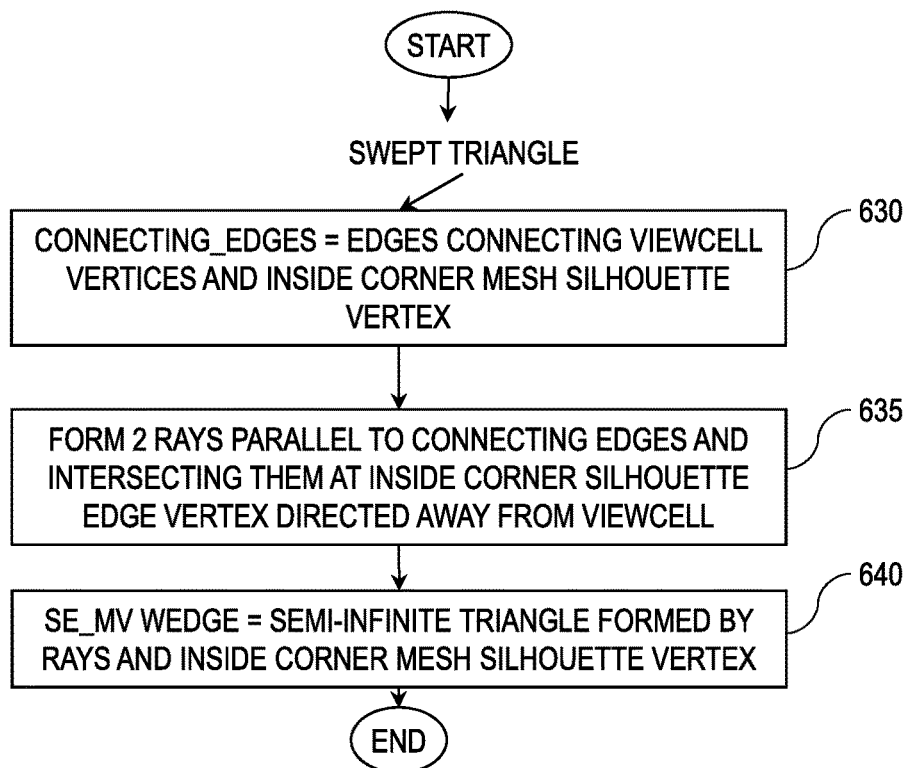 START
SWEPT TRIANGLE
630
CONNECTING_EDGES = EDGES CONNECTING VIEWCELL
VERTICES AND INSIDE CORNER MESH SILHOUETTE
VERTEX
635
FORM 2 RAYS PARALLEL TO CONNECTING EDGES AND
INTERSECTING THEM AT INSIDE CORNER SILHOUETTE
EDGE VERTEX DIRECTED AWAY FROM VIEWCELL
640
SE_MV WEDGE = SEMI-INFINITE TRIANGLE FORMED BY
RAYS AND INSIDE CORNER MESH SILHOUETTE VERTEX
END